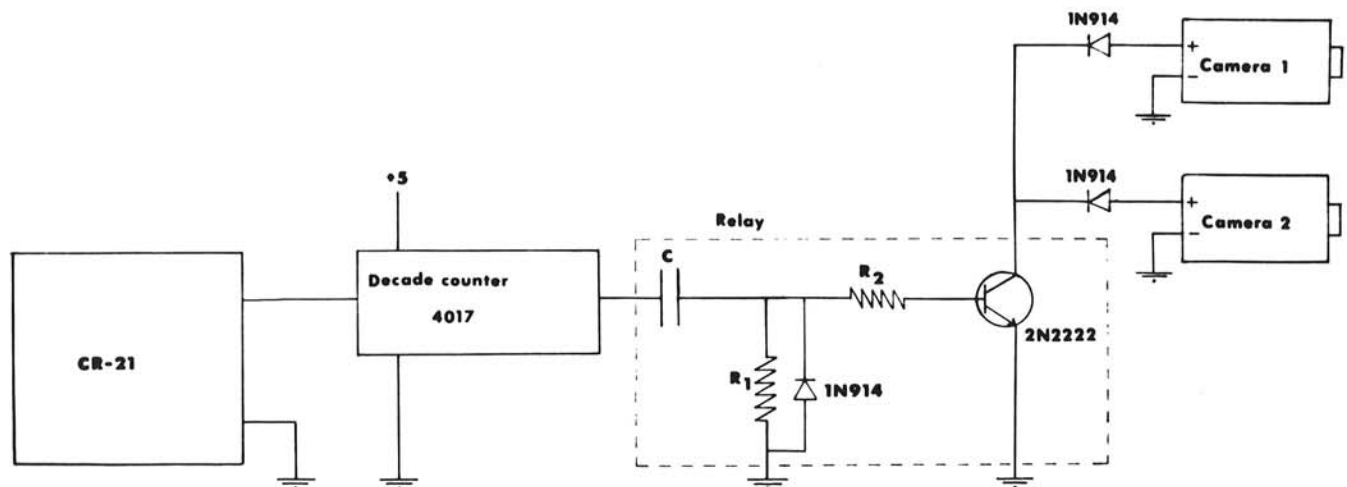 1N914
+
Camera 1
-
+5
1N914
+
Camera 2
-
Relay
Decade counter
4017
C
R2
CR-21
2N2222
R1
1N914